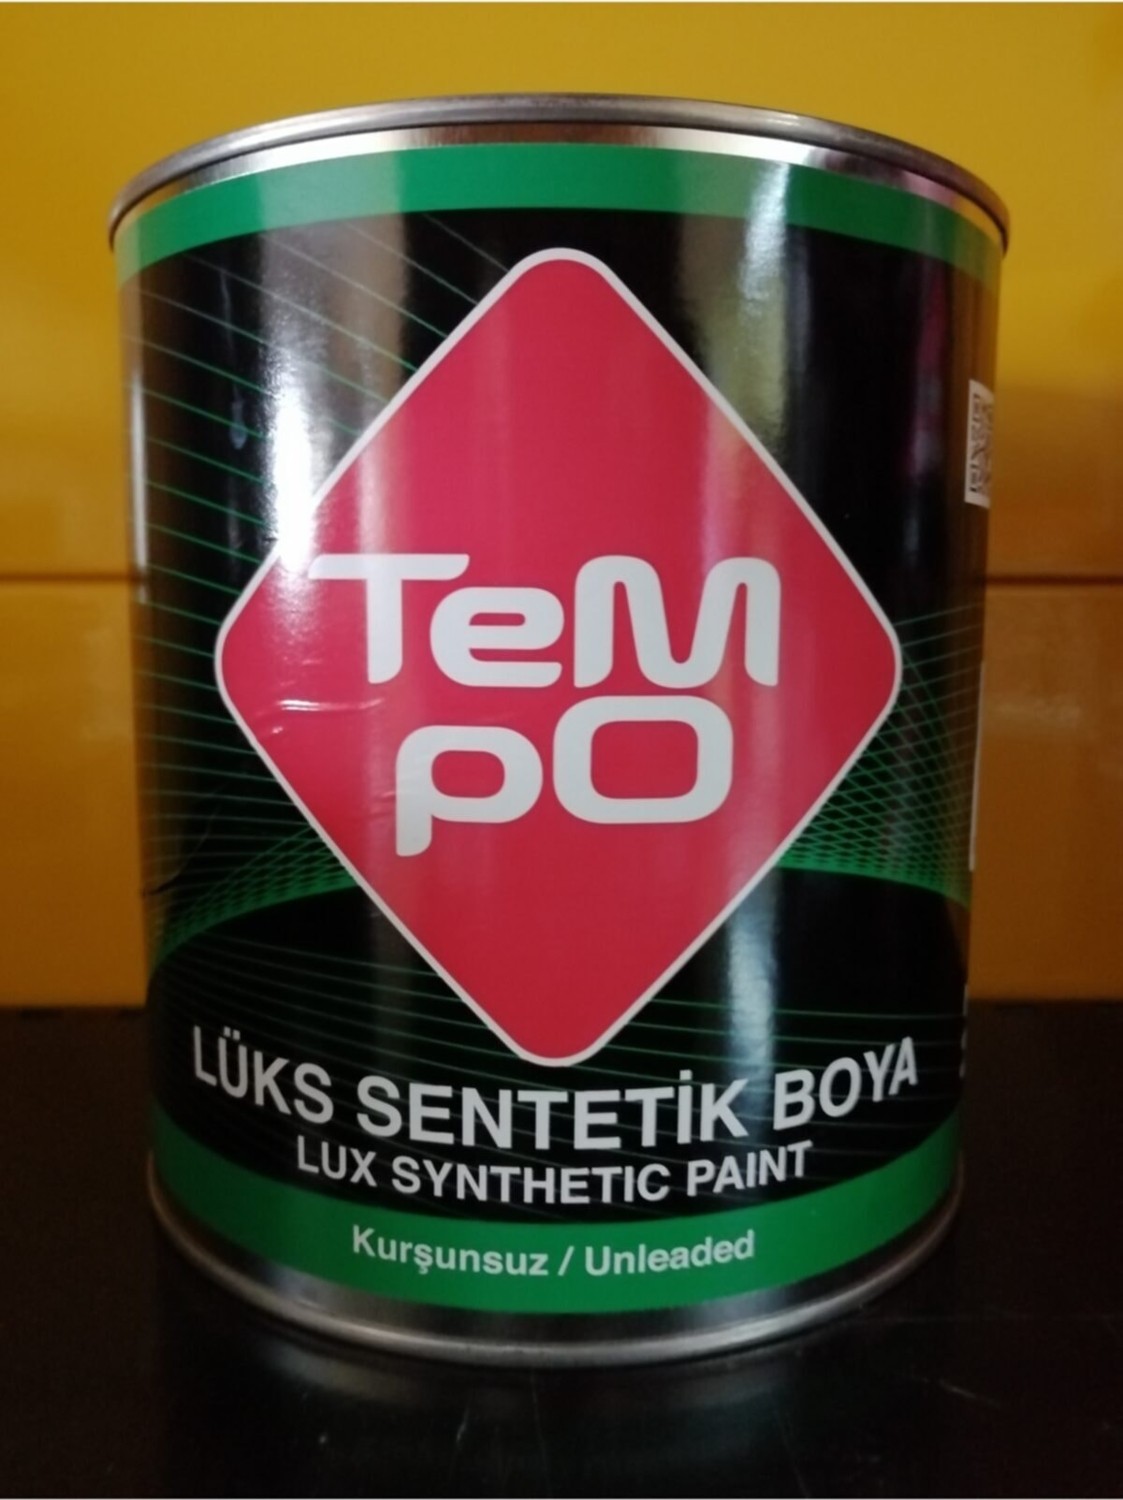 TeM
pO
LÜKS SENTETİK BOYA
LUX SYNTHETIC PAINT
Kurşunsuz / Unleaded